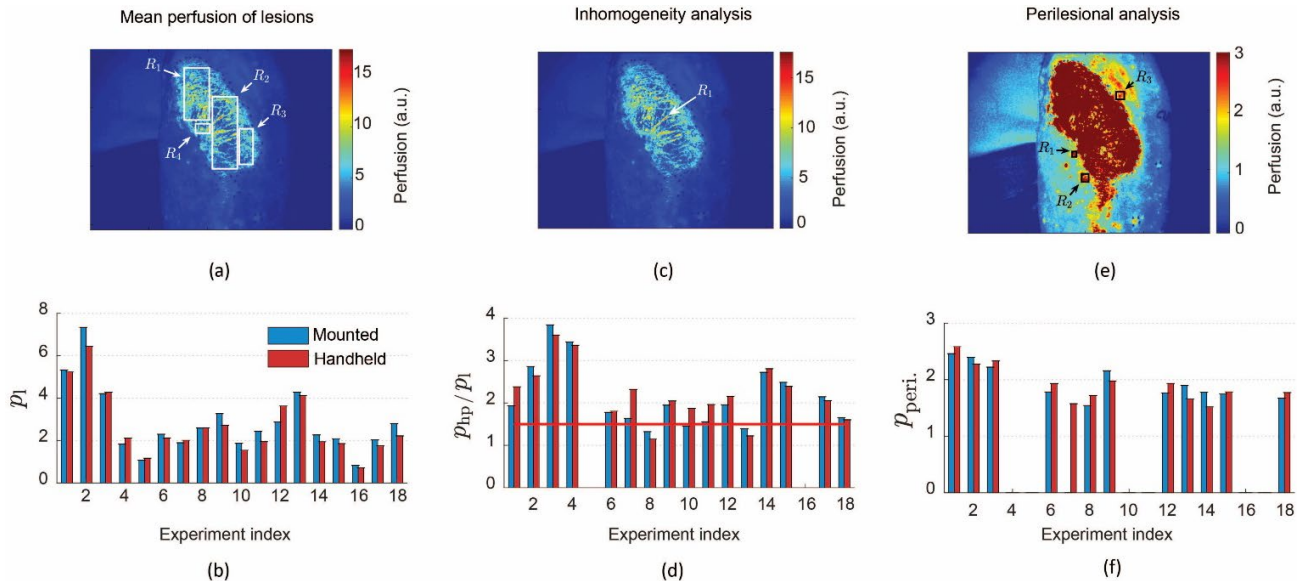 Mean perfusion of lesions
Inhomogeneity analysis
Perilesional analysis
R1
R2
R3
R4
15
10
5
0
Perfusion (a.u.)
R1
15
10
5
0
Perfusion (a.u.)
R3
R1
R2
3
2
1
0
Perfusion (a.u.)
(a)
(c)
(e)
8
6
4
2
0
p1
Mounted
Handheld
2 4 6 8 10 12 14 16 18
Experiment index
4
3
2
1
0
php/p1
2 4 6 8 10 12 14 16 18
Experiment index
3
2
1
0
pperi.
2 4 6 8 10 12 14 16 18
Experiment index
(b)
(d)
(f)